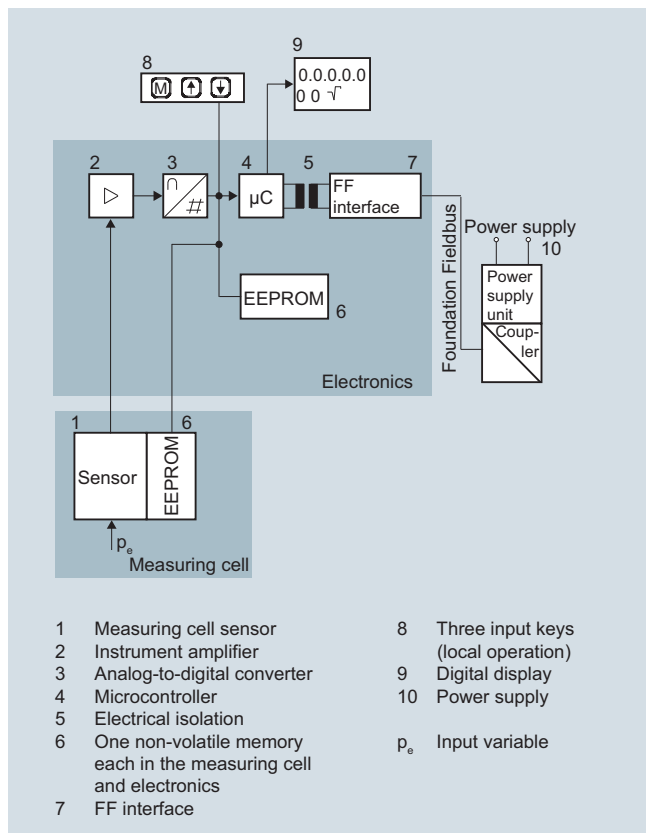 8
9
M
0.0.0.0.0
0 0 √
2
3
4
5
7
∩
#
µC
FF
interface
Power supply
10
Power
supply
unit
Coup-
ler
Foundation Fieldbus
EEPROM
6
Electronics
1
6
Sensor
EEPROM
pe
Measuring cell
1 Measuring cell sensor
2 Instrument amplifier
3 Analog-to-digital converter
4 Microcontroller
5 Electrical isolation
6 One non-volatile memory
each in the measuring cell
and electronics
7 FF interface
8 Three input keys
(local operation)
9 Digital display
10 Power supply
pe Input variable